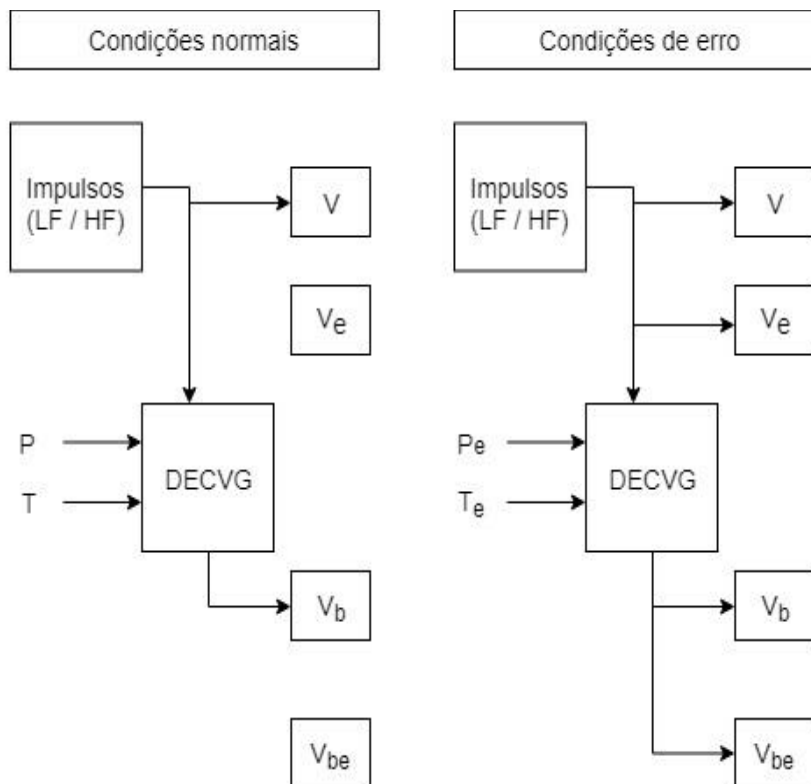 Condições normais
Impulsos
(LF / HF)
V
Ve
P
T
DECVG
Vb
Vbe
Condições de erro
Impulsos
(LF / HF)
V
Ve
Pe
Te
DECVG
Vb
Vbe